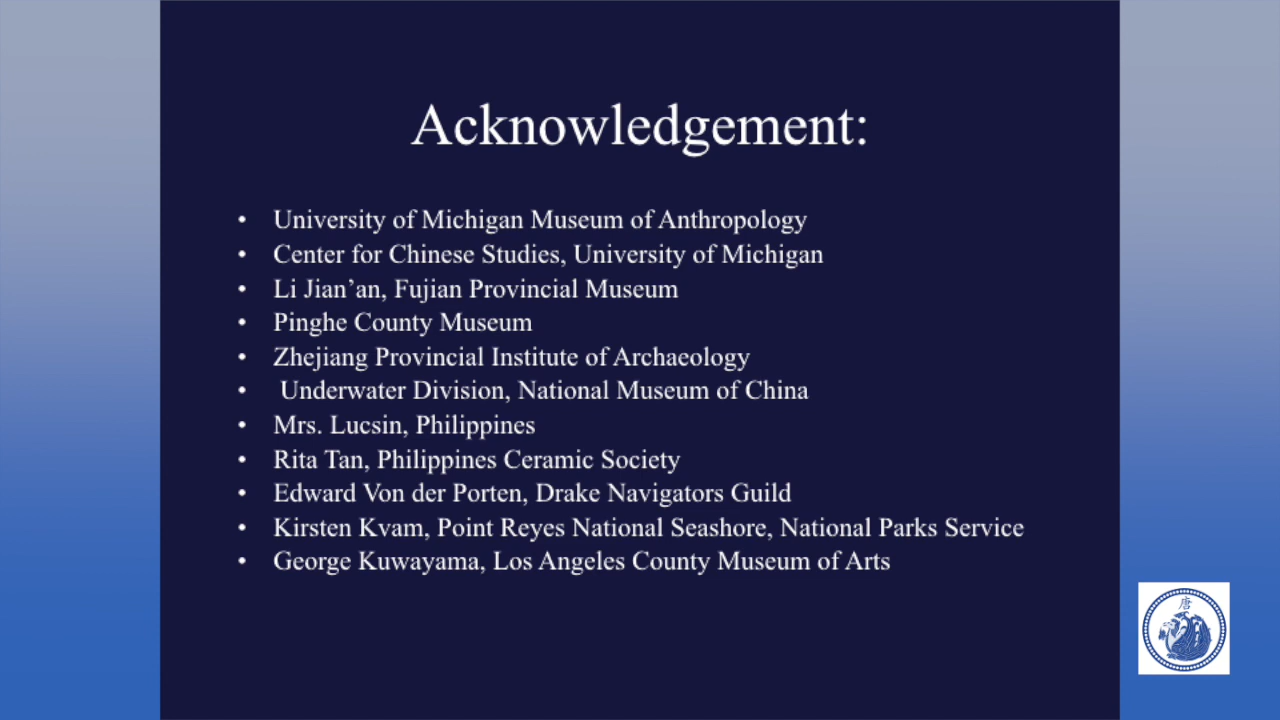 Acknowledgement:
• University of Michigan Museum of Anthropology
• Center for Chinese Studies, University of Michigan
• Li Jian’an, Fujian Provincial Museum
• Pinghe County Museum
• Zhejiang Provincial Institute of Archaeology
• Underwater Division, National Museum of China
• Mrs. Lucsin, Philippines
• Rita Tan, Philippines Ceramic Society
• Edward Von der Porten, Drake Navigators Guild
• Kirsten Kvam, Point Reyes National Seashore, National Parks Service
• George Kuwayama, Los Angeles County Museum of Arts
唐